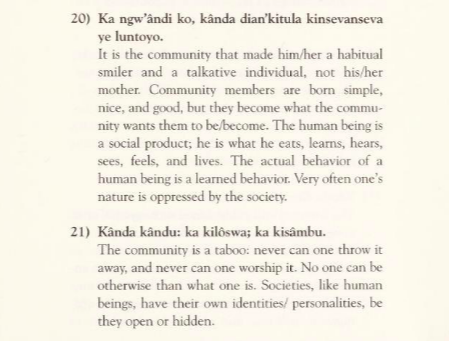 20) Ka ngw'ândi ko, kânda dian'kitula kinsevanseva
ye luntoyo.
It is the community that made him/her a habitual
smiler and a talkative individual, not his/her
mother. Community members are born simple,
nice, and good, but they become what the commu-
nity wants them to be/become. The human being is
a social product; he is what he eats, learns, hears,
sees, feels, and lives. The actual behavior of a
human being is a learned behavior. Very often one's
nature is oppressed by the society.
21) Kânda kându: ka kilôswa; ka kisâmbu.
The community is a taboo: never can one throw it
away, and never can one worship it. No one can be
otherwise than what one is. Societies, like human
beings, have their own identities/ personalities, be
they open or hidden.